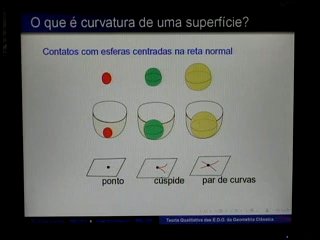 O que é curvatura de uma superfície?
Contatos com esferas centradas na reta normal
ponto cúspide par de curvas
Teoria Qualitativa das E.D.O. da Geometria Clássica